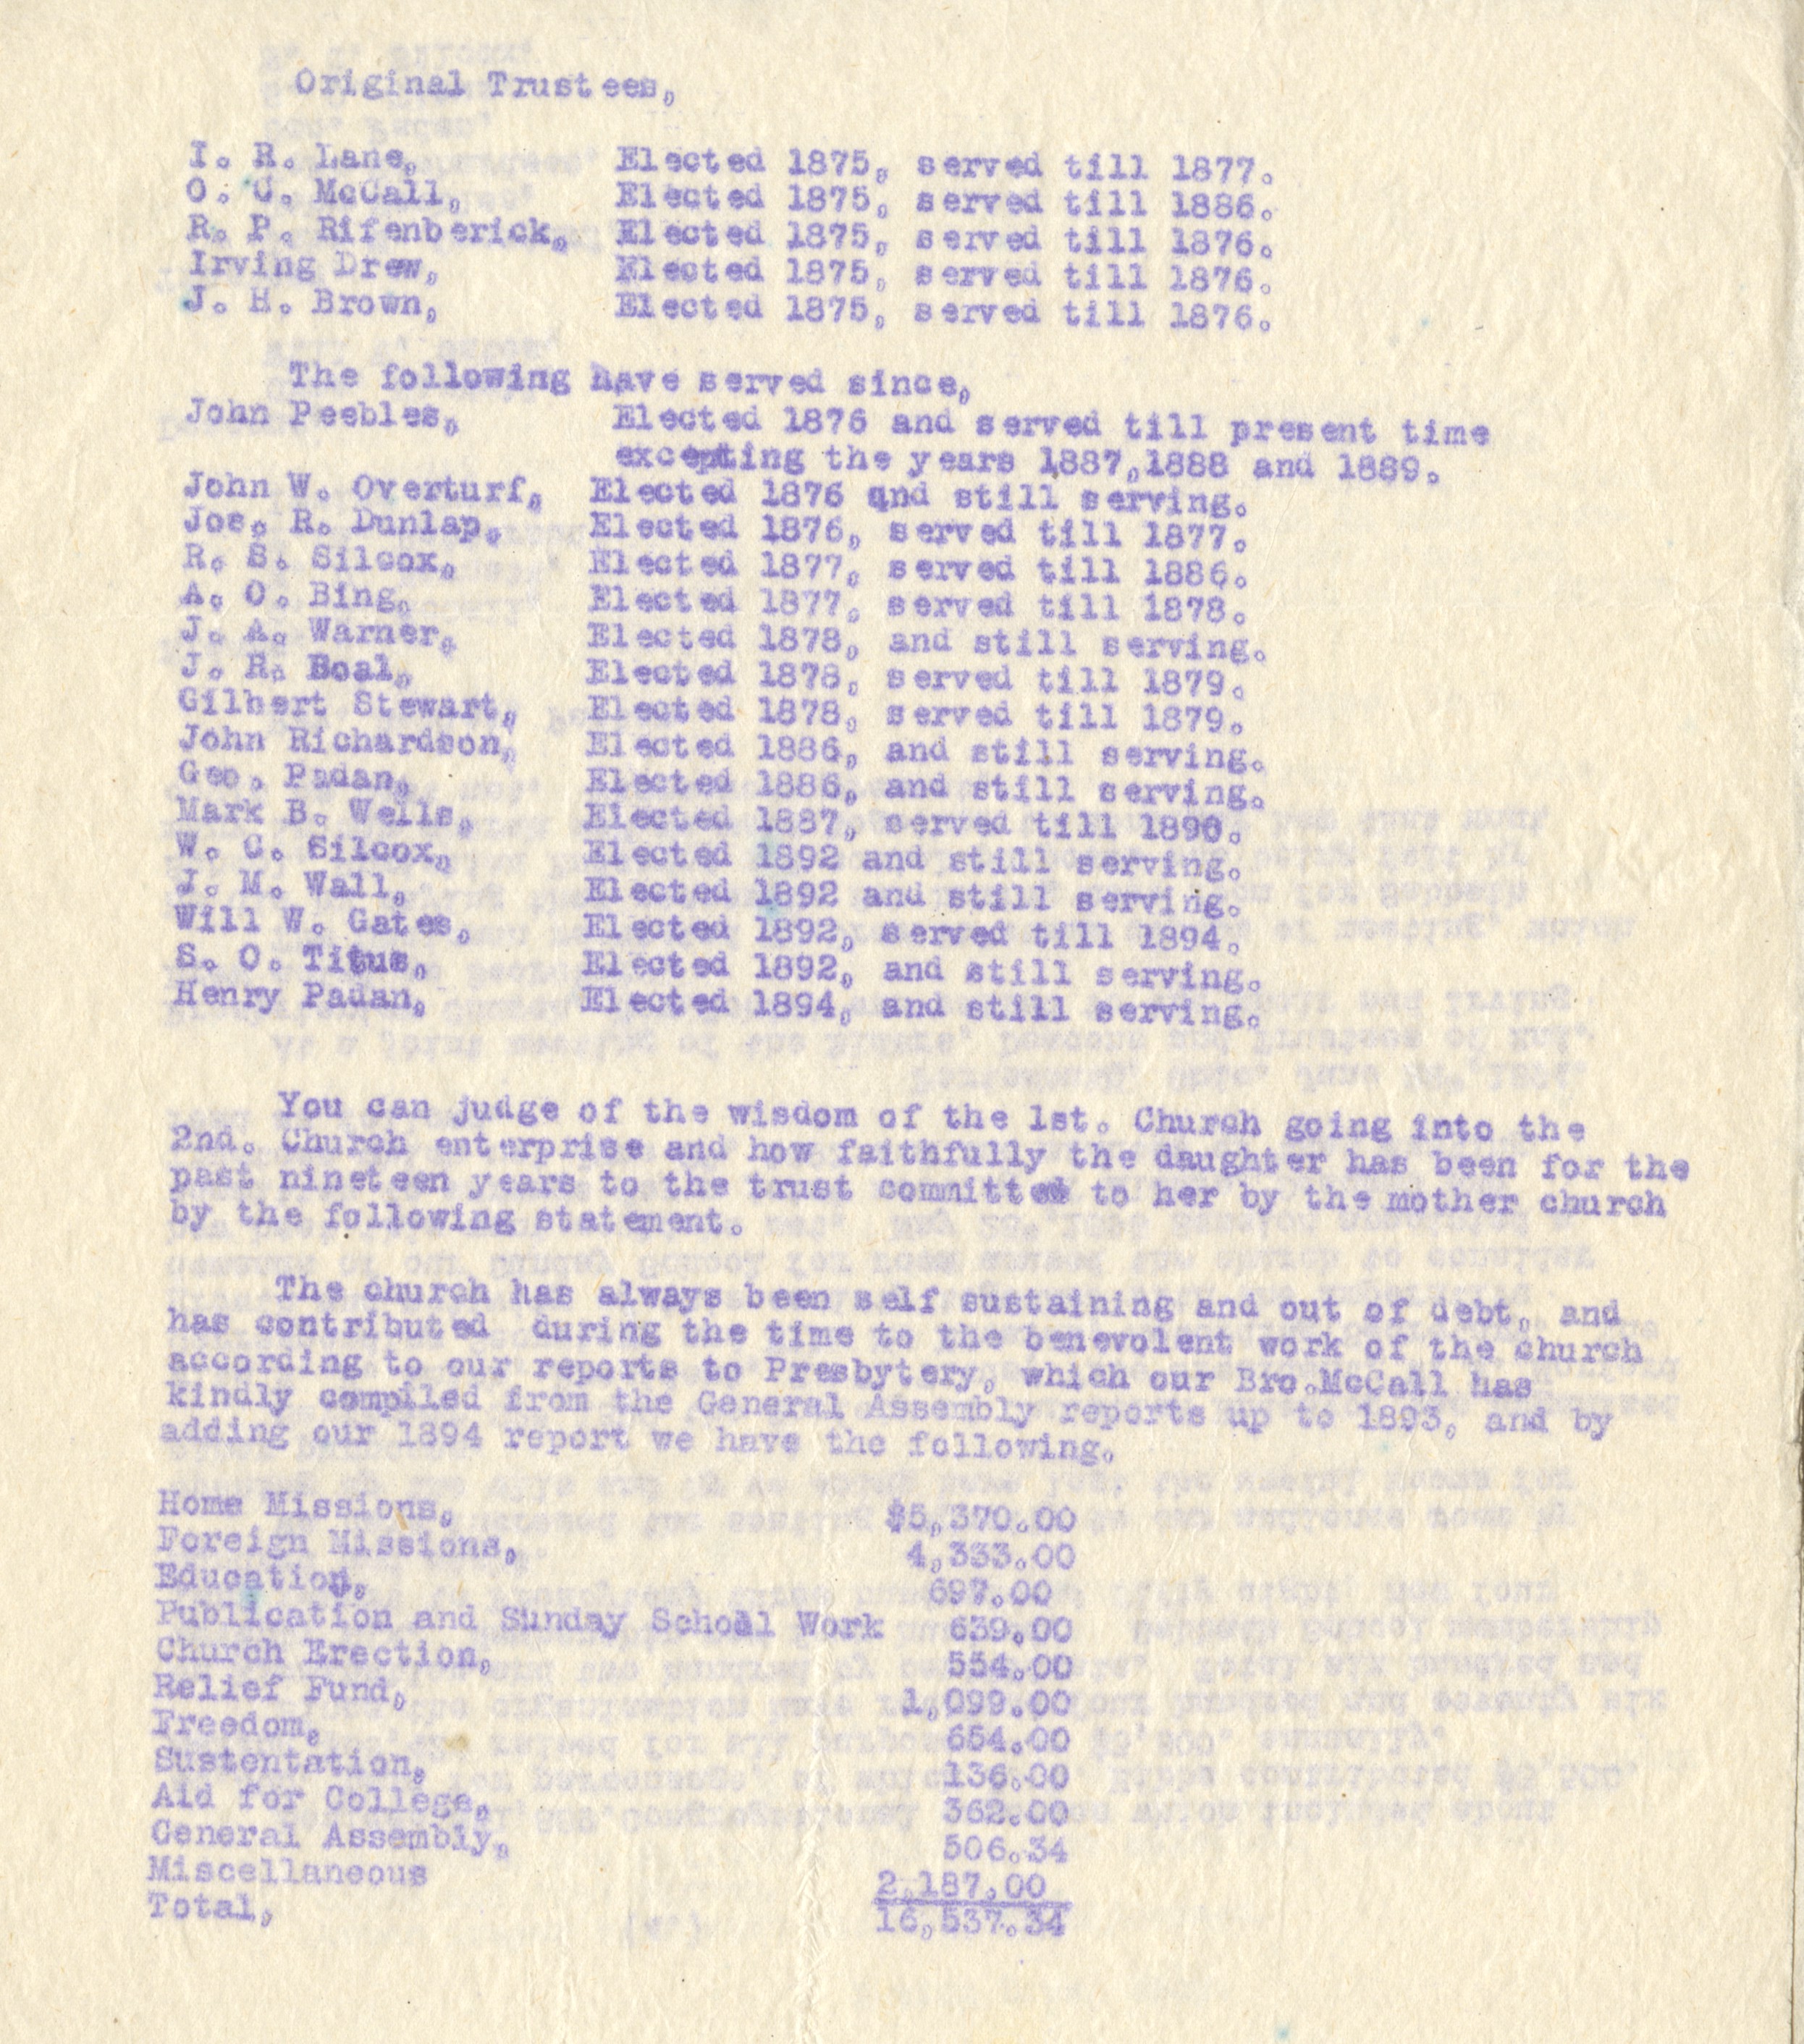 Original Trustees,
I. R. Lane, Elected 1875, served till 1877.
O. C. McCall, Elected 1875, served till 1886.
R. P. Rifenberick, Elected 1875, served till 1876.
Irving Drew, Elected 1875, served till 1876.
J. H. Brown, Elected 1875, served till 1876.
The following have served since,
John Peebles, Elected 1876 and served till present time
excepting the years 1887,1888 and 1889.
John W. Overturf, Elected 1876 and still serving.
Jos. R. Dunlap, Elected 1876, served till 1877.
R. S. Silcox, Elected 1877, served till 1886.
A. O. Bing, Elected 1877, served till 1878.
J. A. Warner, Elected 1878, and still serving.
J. R. Boal, Elected 1878, served till 1879.
Gilbert Stewart, Elected 1878, served till 1879.
John Richardson, Elected 1886, and still serving.
Geo. Padan, Elected 1886, and still serving.
Mark B. Wells, Elected 1887, served till 1890.
W. C. Silcox, Elected 1892 and still serving.
J. M. Wall, Elected 1892 and still serving.
Will W. Gates, Elected 1892, served till 1894.
S. O. Titus, Elected 1892, and still serving.
Henry Padan, Elected 1894, and still serving.
You can judge of the wisdom of the 1st. Church going into the
2nd. Church enterprise and how faithfully the daughter has been for the
past nineteen years to the trust committed to her by the mother church
by the following statement.
The church has always been self sustaining and out of debt, and
has contributed during the time to the benevolent work of the church
according to our reports to Presbytery, which our Bro.McCall has
kindly compiled from the General Assembly reports up to 1893, and by
adding our 1894 report we have the following.
Home Missions, $5,370.00
Foreign Missions, 4,333.00
Education, 697.00
Publication and Sunday School Work 639.00
Church Erection, 554.00
Relief Fund, 1,099.00
Freedom, 654.00
Sustentation, 136.00
Aid for College, 362.00
General Assembly, 506.34
Miscellaneous 2,187.00
Total, 16,537.34